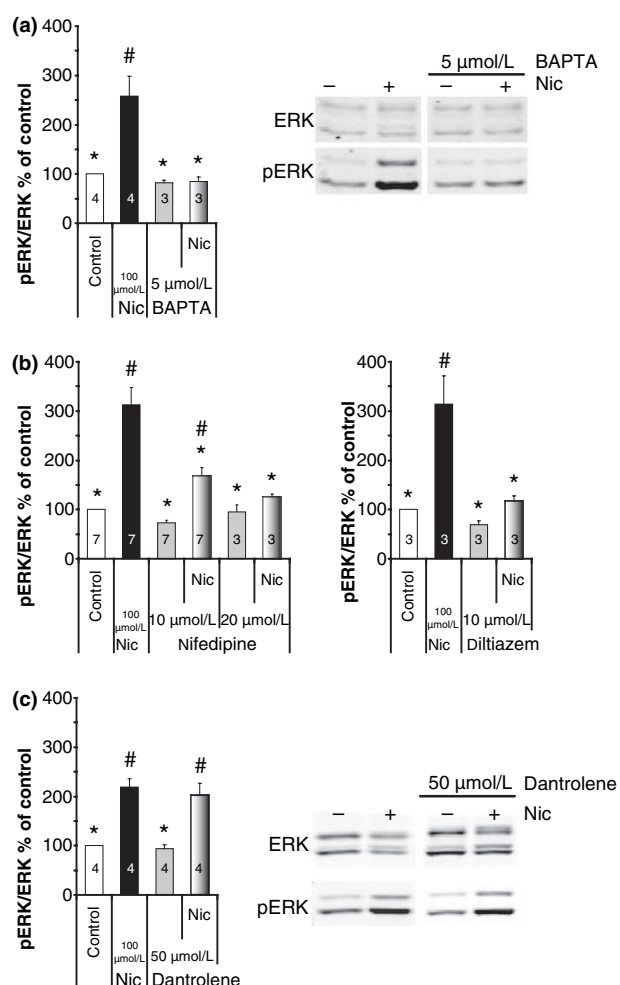 (a)
pERK/ERK % of control
400
300
200
100
0
#
*
*
*
4
4
3
3
Control
100
µmol/L
Nic
Nic
5 µmol/L
BAPTA
5 µmol/L BAPTA
– + – + Nic
ERK
pERK
(b)
pERK/ERK % of control
400
300
200
100
0
#
#
*
*
*
*
*
7
7
7
7
3
3
Control
100
µmol/L
Nic
Nic
Nic
10 µmol/L 20 µmol/L
Nifedipine
pERK/ERK % of control
400
300
200
100
0
#
*
*
*
3
3
3
3
Control
100
µmol/L
Nic
Nic
10 µmol/L
Diltiazem
(c)
pERK/ERK % of control
400
300
200
100
0
#
#
*
*
4
4
4
4
Control
100
µmol/L
Nic
Nic
50 µmol/L
Dantrolene
50 µmol/L Dantrolene
– + – + Nic
ERK
pERK